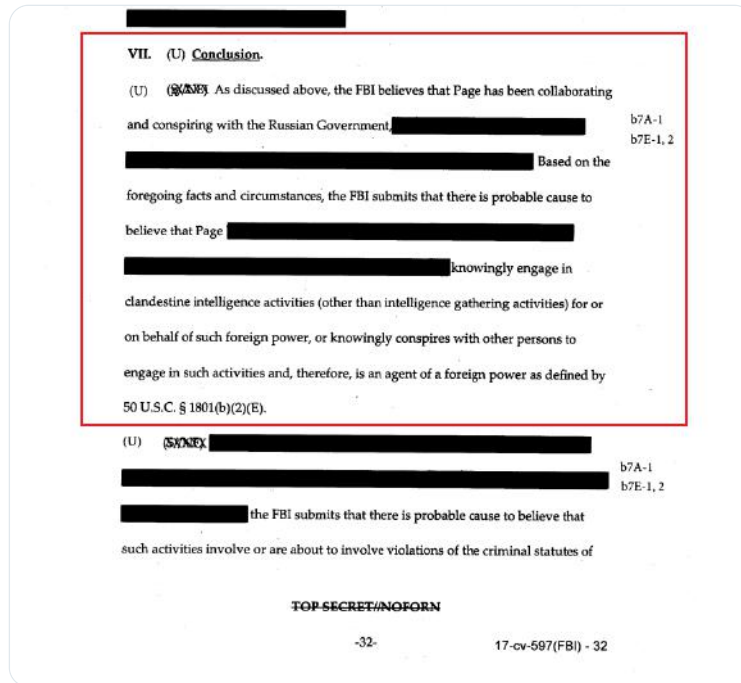 VII. (U) Conclusion.
(U) As discussed above, the FBI believes that Page has been collaborating
and conspiring with the Russian Government,
b7A-1
b7E-1, 2
Based on the
foregoing facts and circumstances, the FBI submits that there is probable cause to
believe that Page
knowingly engage in
clandestine intelligence activities (other than intelligence gathering activities) for or
on behalf of such foreign power, or knowingly conspires with other persons to
engage in such activities and, therefore, is an agent of a foreign power as defined by
50 U.S.C. § 1801(b)(2)(E).
(U)
b7A-1
b7E-1, 2
the FBI submits that there is probable cause to believe that
such activities involve or are about to involve violations of the criminal statutes of
TOP SECRET//NOFORN
-32-
17-cv-597(FBI) - 32